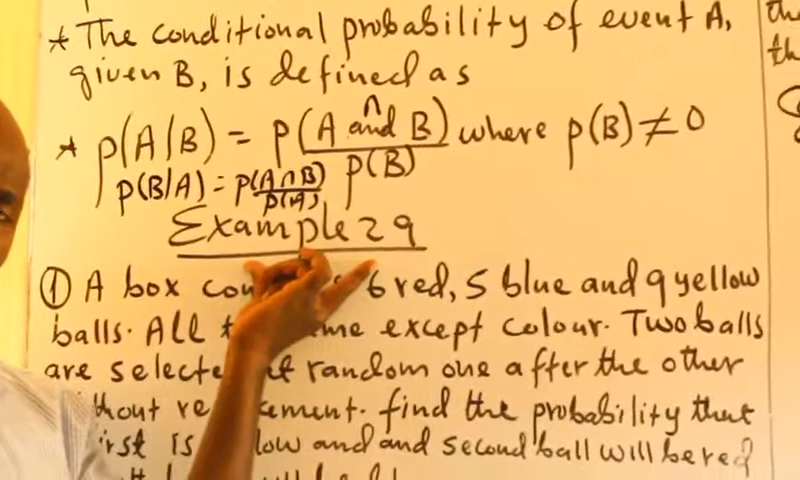 * The conditional probability of event A,
given B, is defined as
* p(A/B) = p(A and ∩ B)/p(B) where p(B) ≠ 0
p(B/A) = p(A∩B)/p(A)
Example 29
① A box 6 red, 5 blue and 9 yellow
balls. All except colour. Two balls
are random one after the other
find the probability that
and and second ball will be red
the